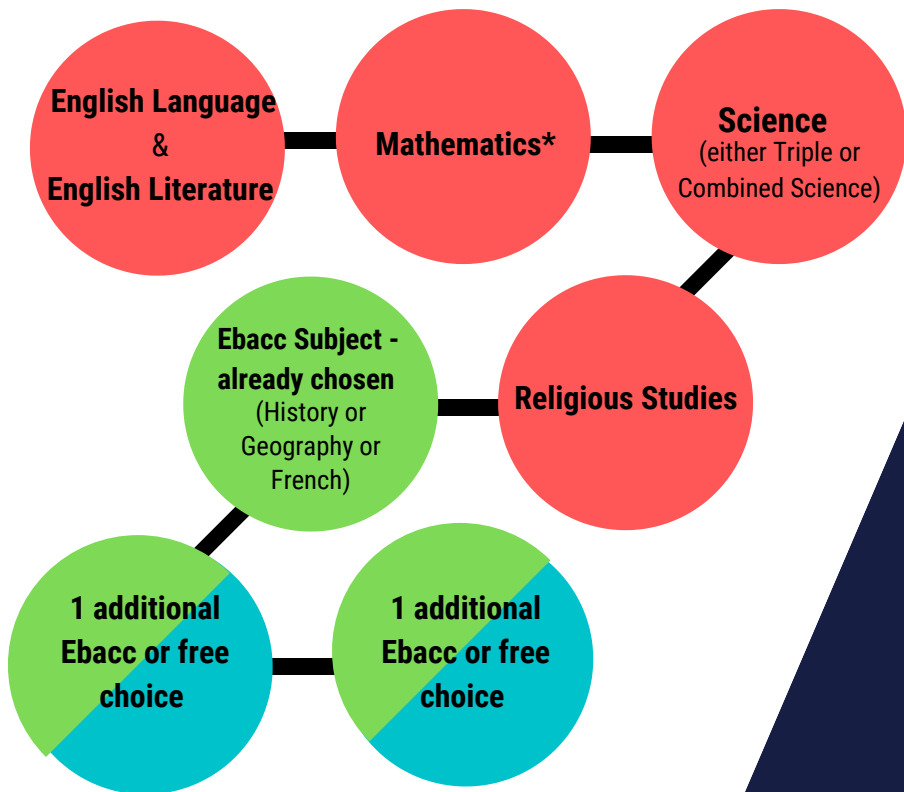 English Language
&
English Literature
Mathematics*
Science
(either Triple or
Combined Science)
Religious Studies
Ebacc Subject -
already chosen
(History or
Geography or
French)
1 additional
Ebacc or free
choice
1 additional
Ebacc or free
choice